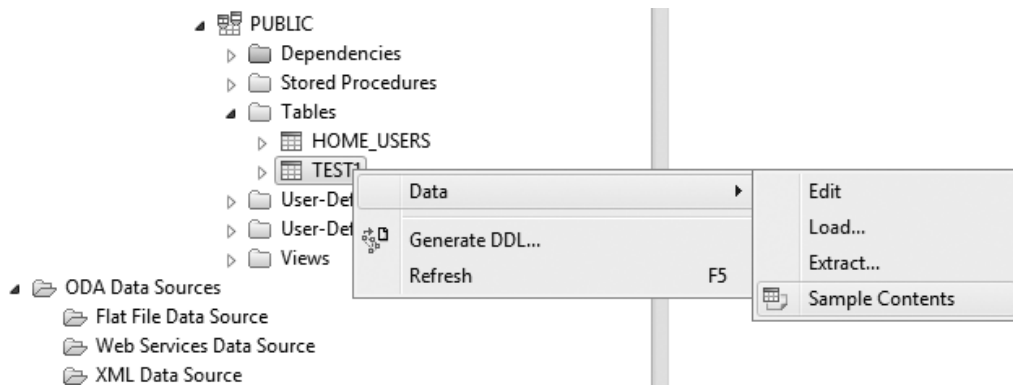 PUBLIC
Dependencies
Stored Procedures
Tables
HOME_USERS
TEST1
Data
Edit
Load...
Extract...
Sample Contents
Generate DDL...
Refresh F5
User-Def
User-Def
Views
ODA Data Sources
Flat File Data Source
Web Services Data Source
XML Data Source